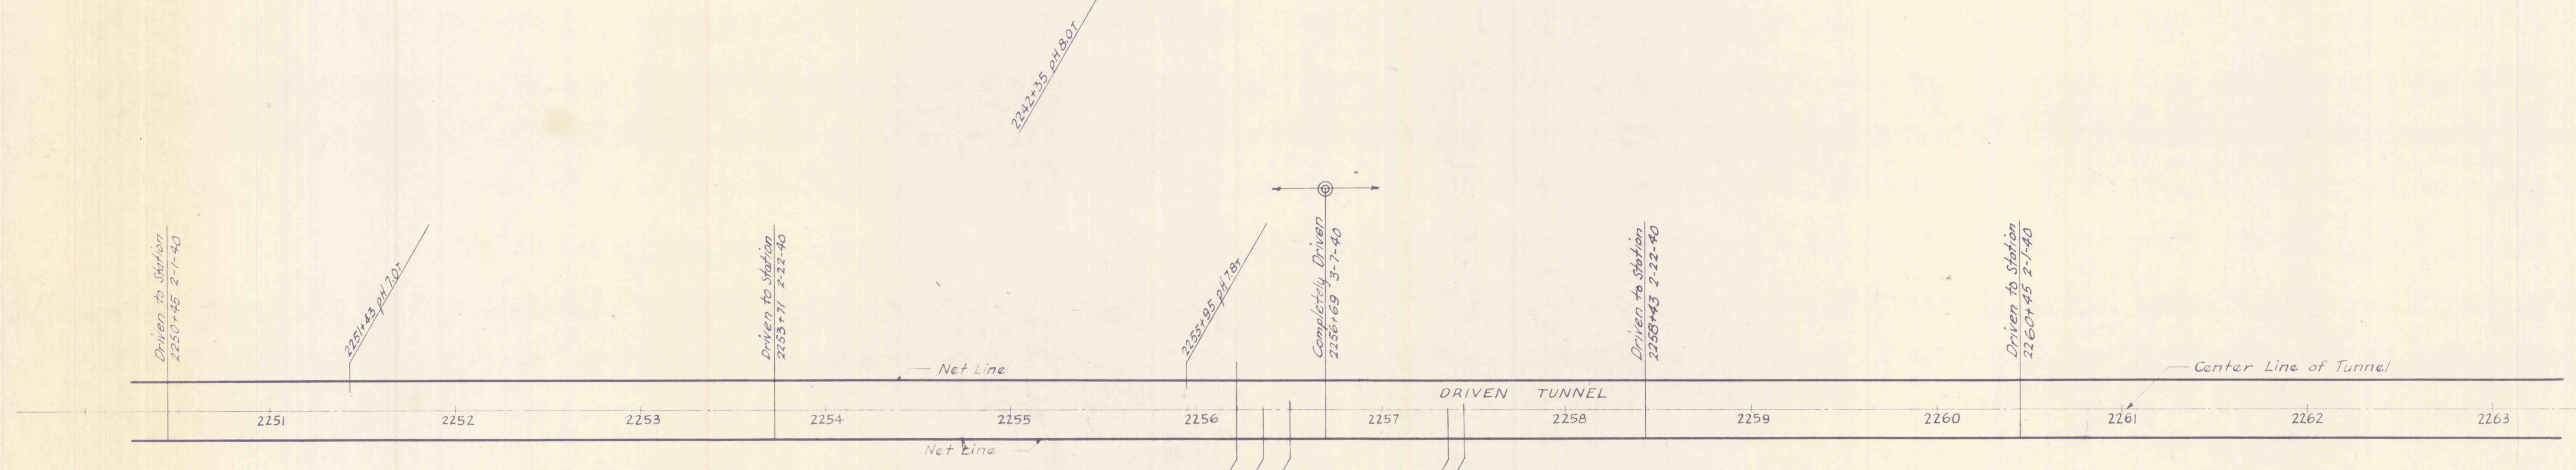 2242+35 pH 8.0T
Driven to Station
2250+45 2-1-40
2251+43 pH 7.0T
Driven to Station
2253+71 2-22-40
2255+95 pH 7.8T
Completely Driven
2256+69 3-7-40
Driven to Station
2258+43 2-22-40
Driven to Station
2260+45 2-1-40
Net Line
Center Line of Tunnel
DRIVEN TUNNEL
2251 2252 2253 2254 2255 2256 2257 2258 2259 2260 2261 2262 2263
Net Line